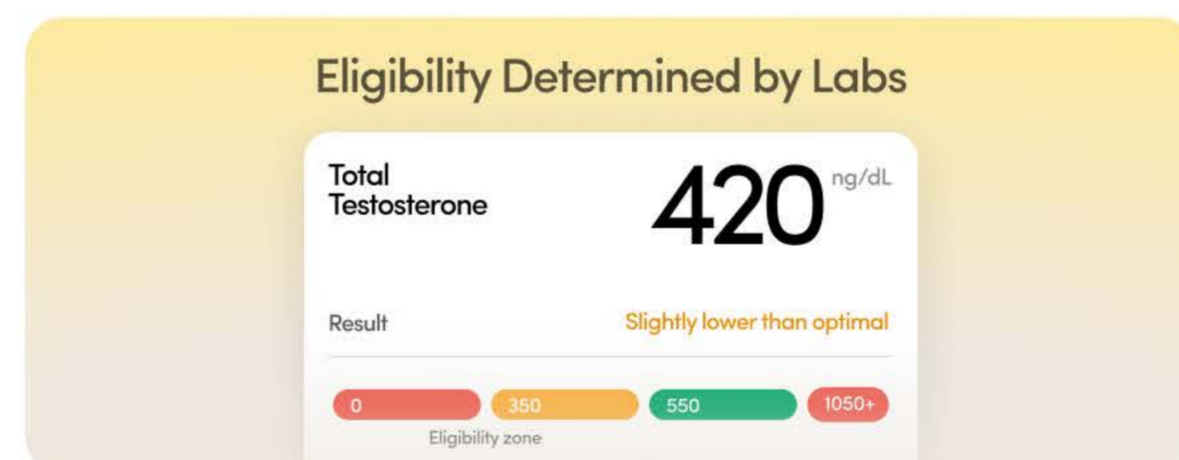 Eligibility Determined by Labs
Total
Testosterone
420 ng/dL
Result
Slightly lower than optimal
0
350
550
1050+
Eligibility zone